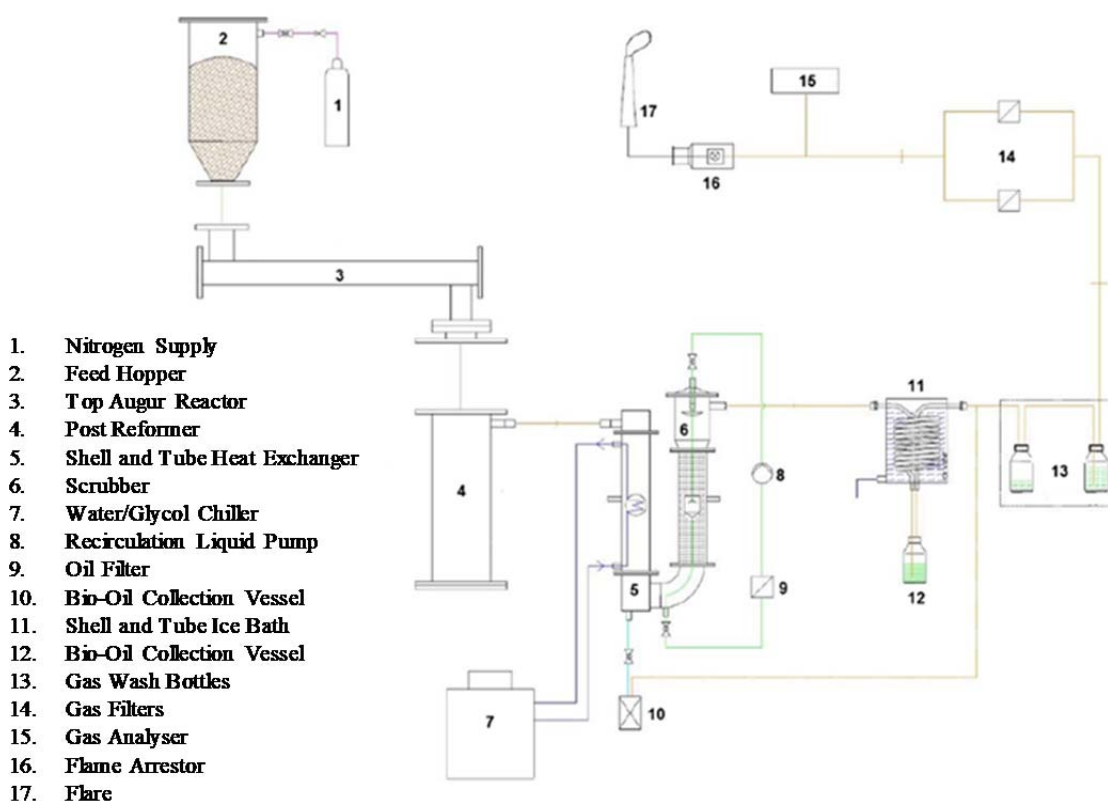 2
1
17
15
16
14
3
1. Nitrogen Supply
2. Feed Hopper
3. Top Augur Reactor
4. Post Reformer
5. Shell and Tube Heat Exchanger
6. Scrubber
7. Water/Glycol Chiller
8. Recirculation Liquid Pump
9. Oil Filter
10. Bio-Oil Collection Vessel
11. Shell and Tube Ice Bath
12. Bio-Oil Collection Vessel
13. Gas Wash Bottles
14. Gas Filters
15. Gas Analyser
16. Flame Arrestor
17. Flare
4
5
6
8
9
11
12
13
7
10